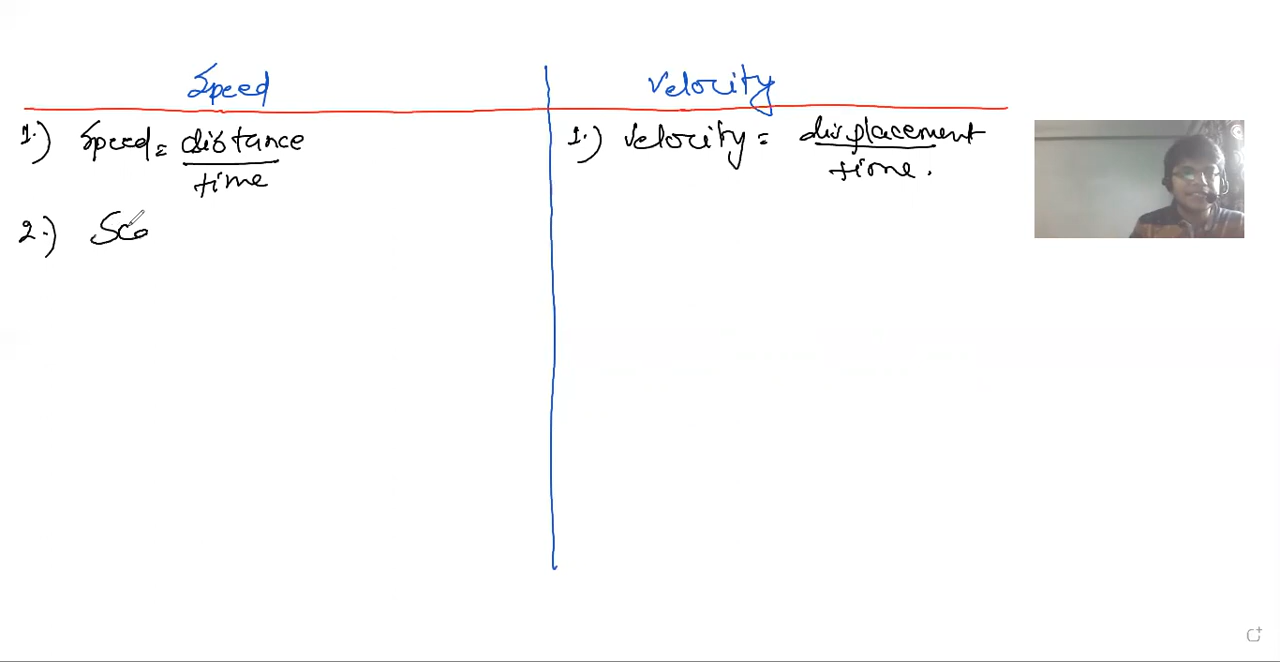 Speed
Velocity
1.) Speed = distance
time
1.) Velocity = displacement
time.
2.) Sca